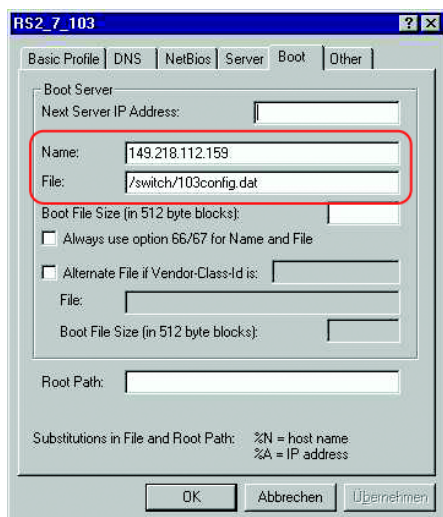 RS2_7_103
? x
Basic Profile DNS NetBios Server Boot Other
Boot Server
Next Server IP Address:
Name: 149.218.112.159
File: /switch/103config.dat
Boot File Size (in 512 byte blocks):
Always use option 66/67 for Name and File
Alternate File if Vendor-Class-Id is:
File:
Boot File Size (in 512 byte blocks):
Root Path:
Substitutions in File and Root Path: %N = host name
%A = IP address
OK Abbrechen Übernehmen